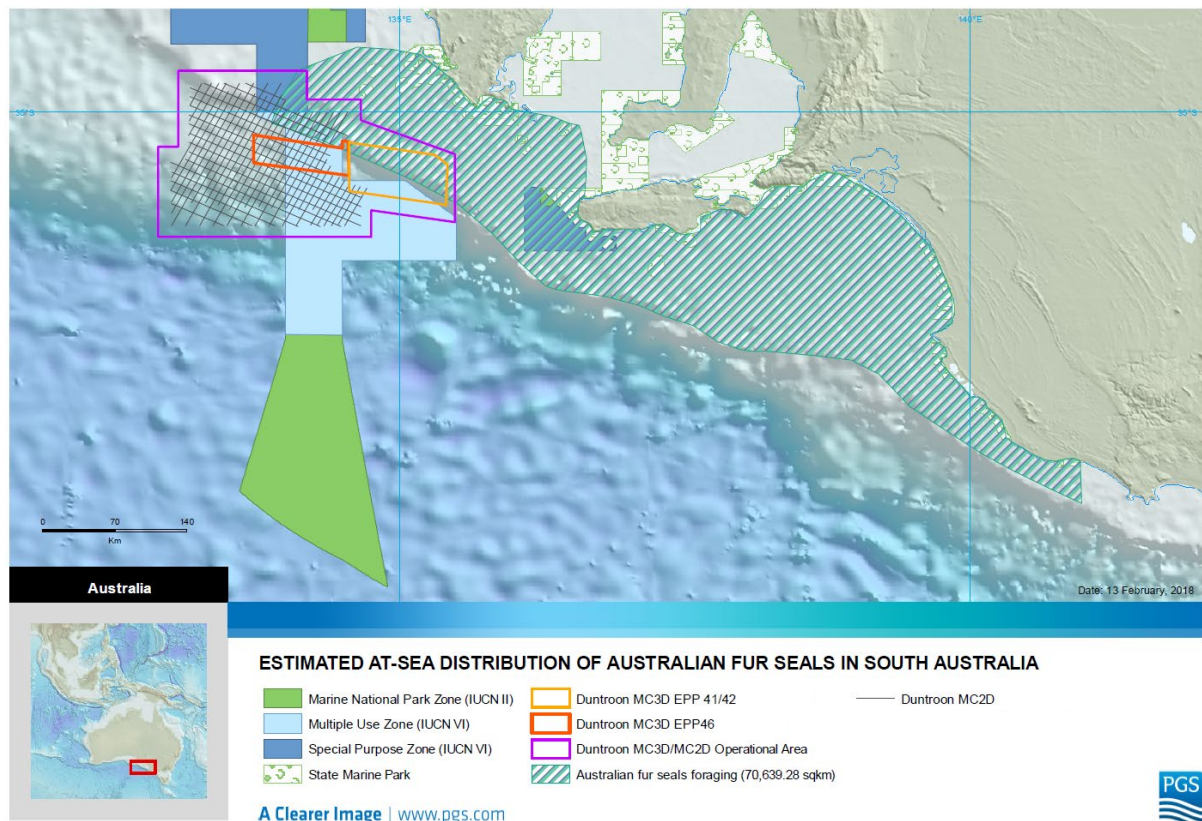 135°E
140°E
35°S
35°S
0 70 140
Km
Date: 13 February, 2018
Australia
ESTIMATED AT-SEA DISTRIBUTION OF AUSTRALIAN FUR SEALS IN SOUTH AUSTRALIA
Marine National Park Zone (IUCN II)
Multiple Use Zone (IUCN VI)
Special Purpose Zone (IUCN VI)
State Marine Park
Duntroon MC3D EPP 41/42
Duntroon MC3D EPP46
Duntroon MC3D/MC2D Operational Area
Australian fur seals foraging (70,639.28 sqkm)
Duntroon MC2D
A Clearer Image | www.pgs.com
PGS